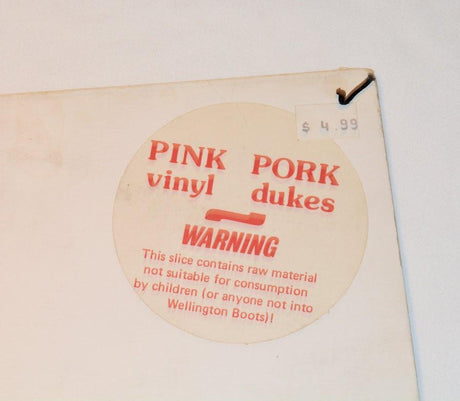 $ 4.99
PINK PORK
vinyl dukes
WARNING
This slice contains raw material
not suitable for consumption
by children (or anyone not into
Wellington Boots)!